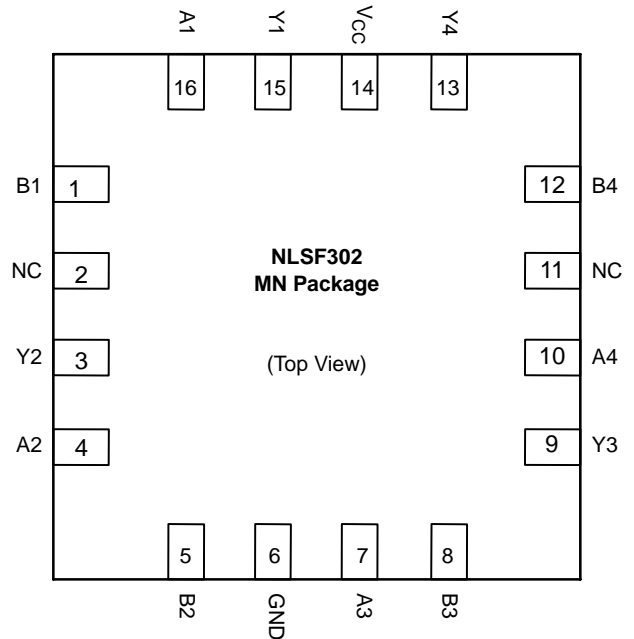 A1 Y1 VCC Y4
16 15 14 13
B1 1 12 B4
NLSF302
MN Package
NC 2 11 NC
Y2 3 (Top View) 10 A4
A2 4 9 Y3
5 6 7 8
B2 GND A3 B3